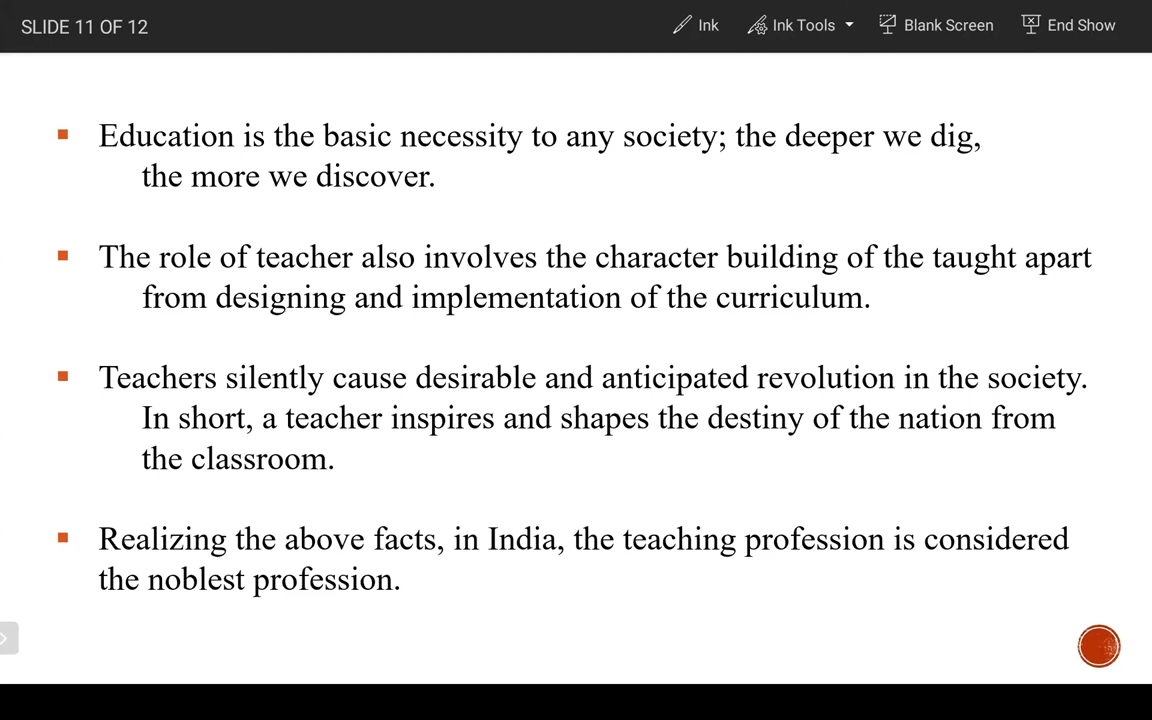 SLIDE 11 OF 12 Ink Ink Tools Blank Screen End Show
▪ Education is the basic necessity to any society; the deeper we dig,
the more we discover.
▪ The role of teacher also involves the character building of the taught apart
from designing and implementation of the curriculum.
▪ Teachers silently cause desirable and anticipated revolution in the society.
In short, a teacher inspires and shapes the destiny of the nation from
the classroom.
▪ Realizing the above facts, in India, the teaching profession is considered
the noblest profession.